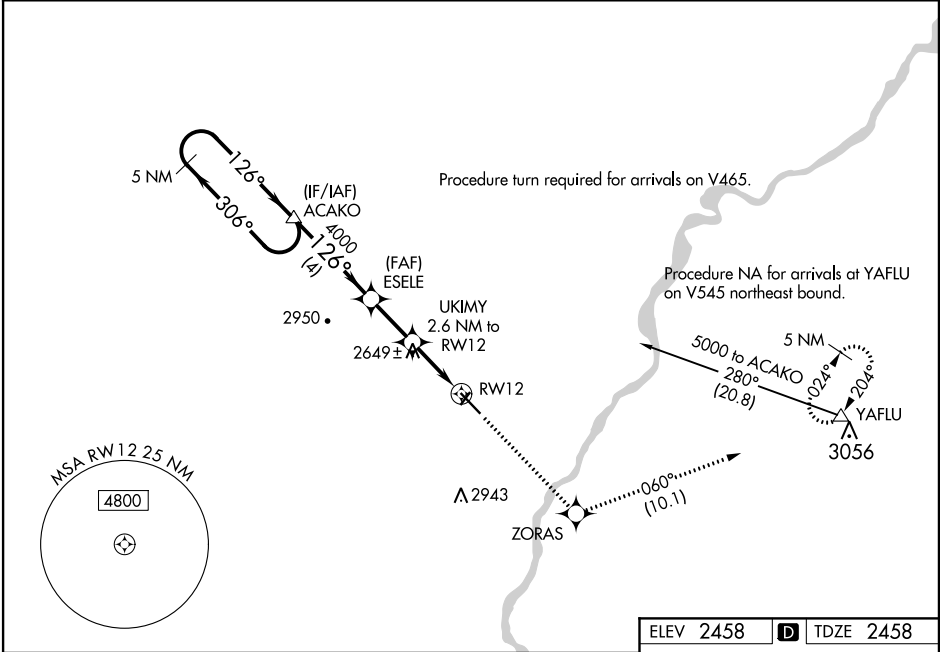 126°
5 NM
306°
(IF/IAF)
ACAKO
4000
126°
(4)
Procedure turn required for arrivals on V465.
(FAF)
ESELE
2950
UKIMY
2.6 NM to
RW12
2649±
RW12
Procedure NA for arrivals at YAFLU
on V545 northeast bound.
5 NM
5000 to ACAKO
280°
(20.8)
024°
204°
YAFLU
3056
MSA RW12 25 NM
4800
2943
060°
(10.1)
ZORAS
ELEV 2458 D TDZE 2458